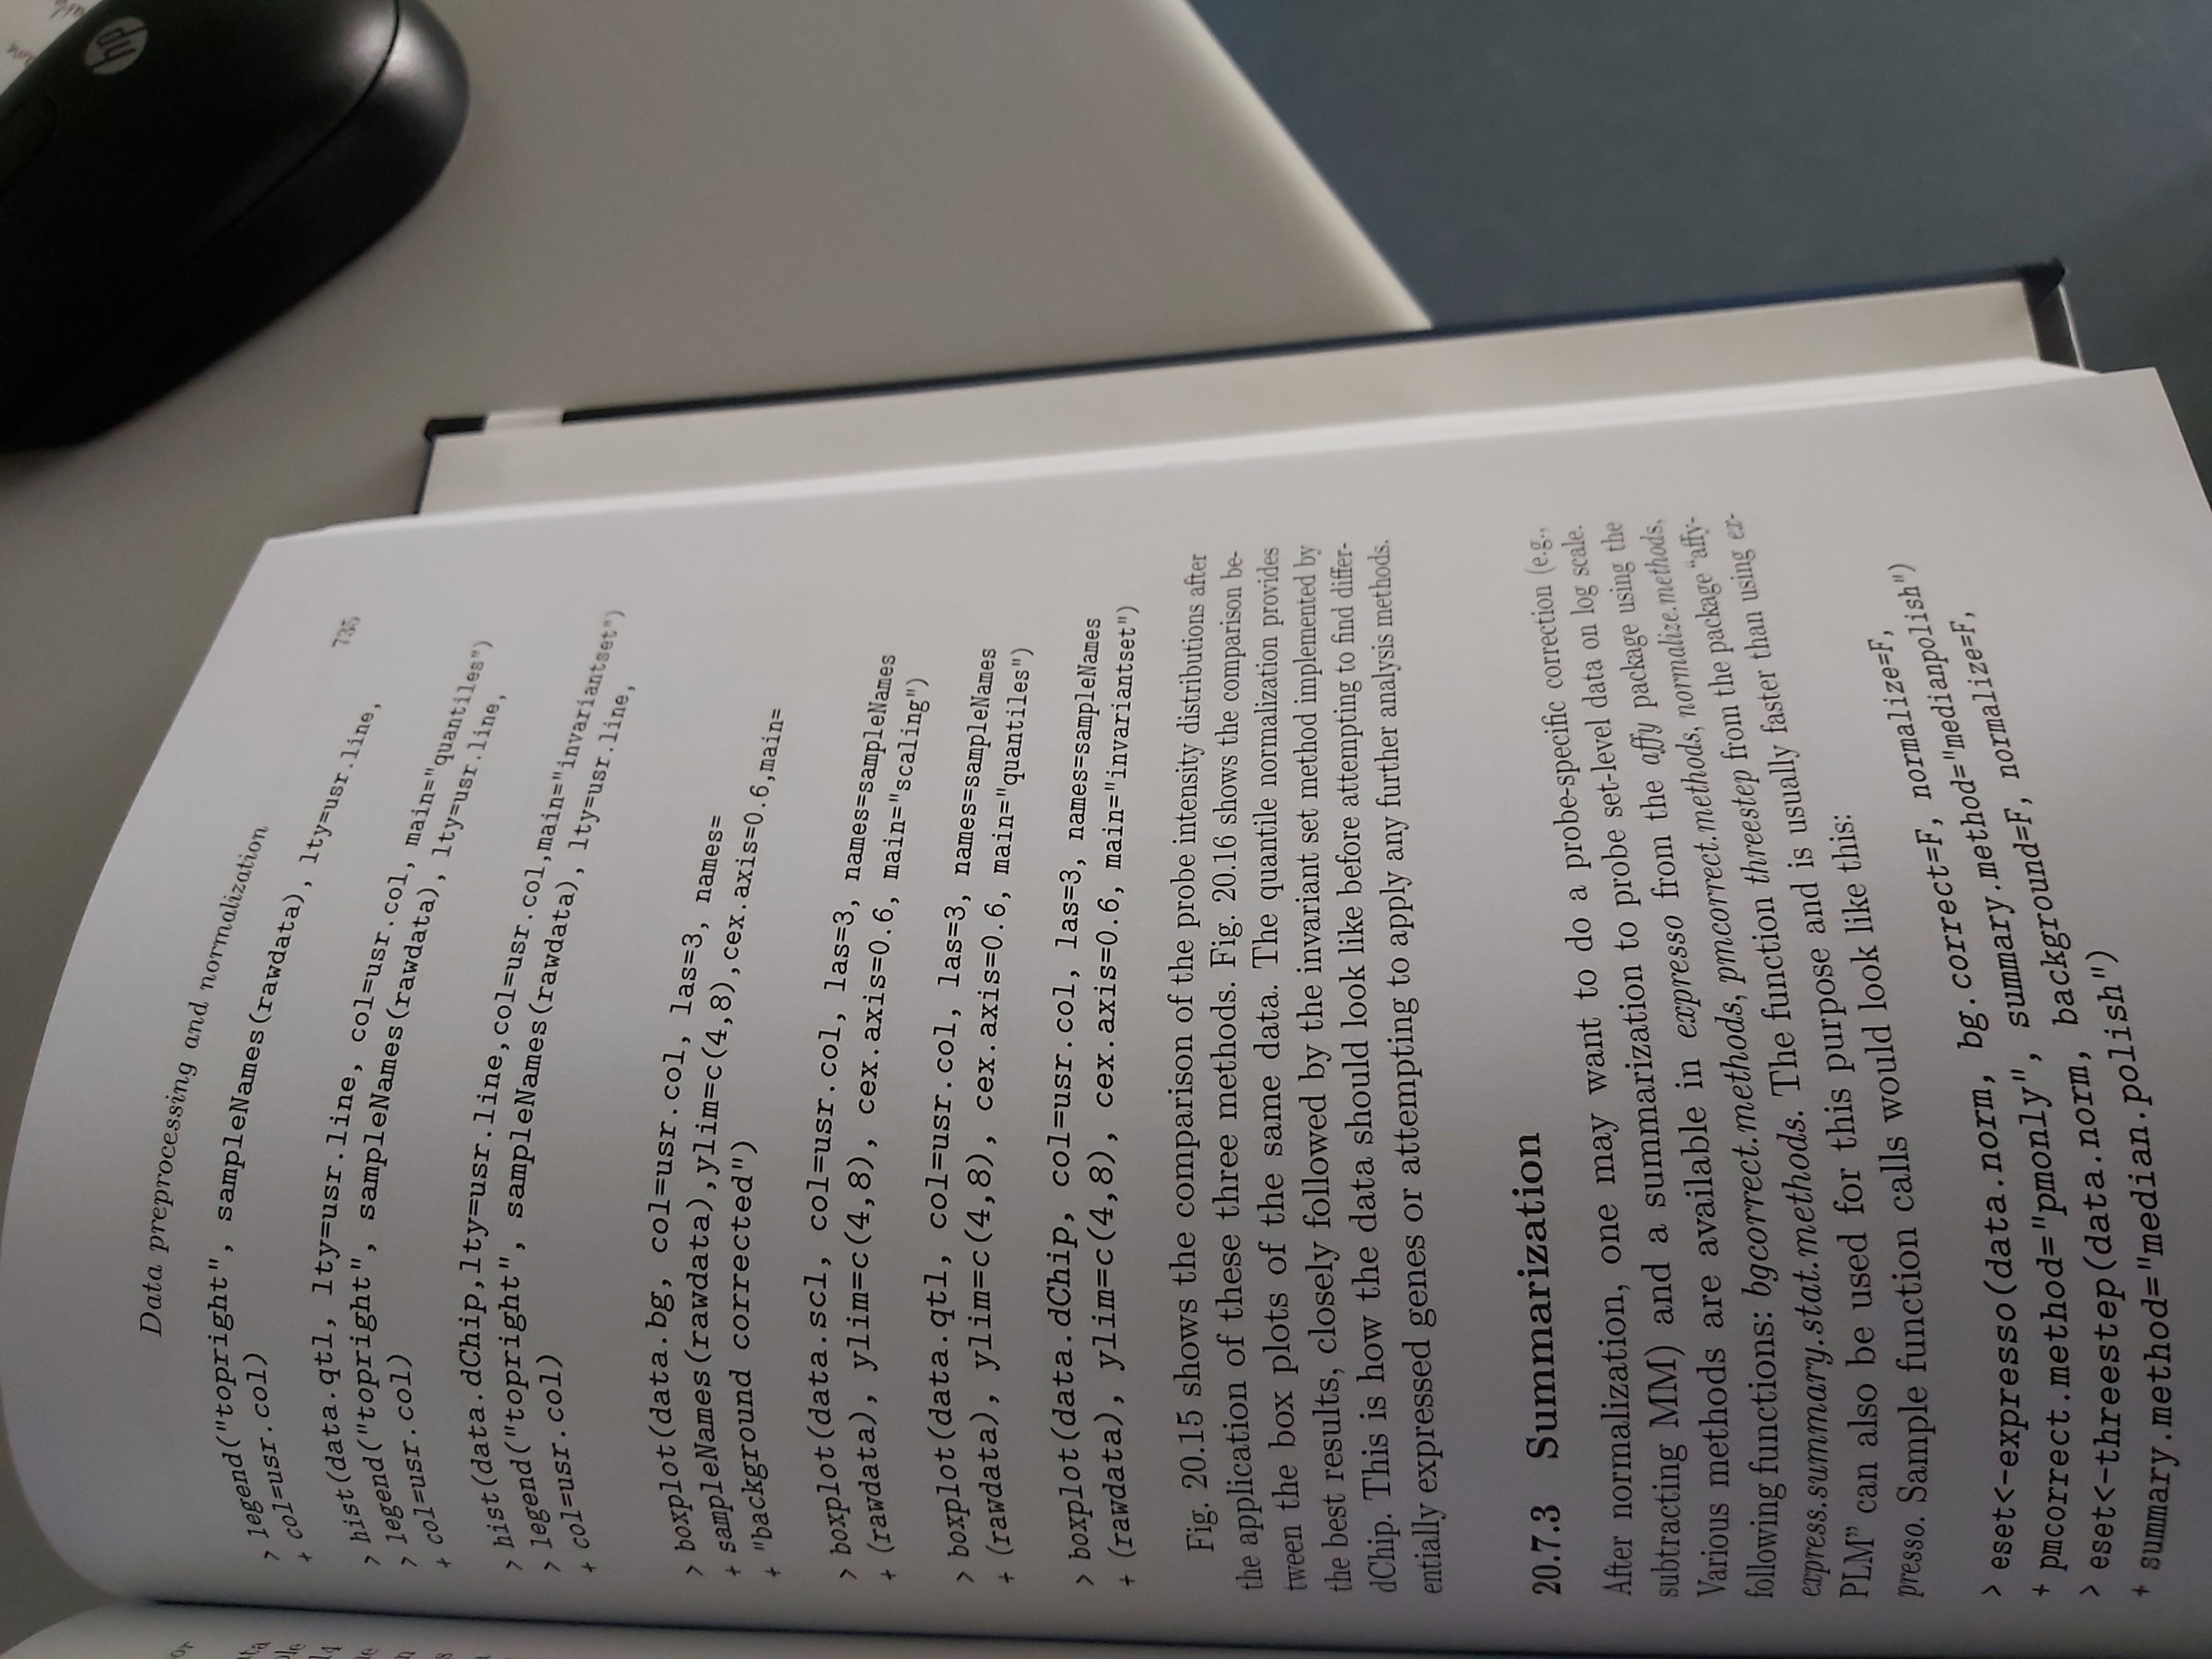 Data preprocessing and normalization 735
> legend("topright", sampleNames(rawdata), lty=usr.line,
+ col=usr.col)
> hist(data.qtl, lty=usr.line, col=usr.col, main="quantiles")
> legend("topright", sampleNames(rawdata), lty=usr.line,
+ col=usr.col)
> hist(data.dChip,lty=usr.line,col=usr.col,main="invariantset")
> legend("topright", sampleNames(rawdata), lty=usr.line,
+ col=usr.col)
> boxplot(data.bg, col=usr.col, las=3, names=
+ sampleNames(rawdata),ylim=c(4,8),cex.axis=0.6,main=
+ "background corrected")
> boxplot(data.scl, col=usr.col, las=3, names=sampleNames
+ (rawdata), ylim=c(4,8), cex.axis=0.6, main="scaling")
> boxplot(data.qtl, col=usr.col, las=3, names=sampleNames
+ (rawdata), ylim=c(4,8), cex.axis=0.6, main="quantiles")
> boxplot(data.dChip, col=usr.col, las=3, names=sampleNames
+ (rawdata), ylim=c(4,8), cex.axis=0.6, main="invariantset")
Fig. 20.15 shows the comparison of the probe intensity distributions after
the application of these three methods. Fig. 20.16 shows the comparison be-
tween the box plots of the same data. The quantile normalization provides
the best results, closely followed by the invariant set method implemented by
dChip. This is how the data should look like before attempting to find differ-
entially expressed genes or attempting to apply any further analysis methods.
20.7.3 Summarization
After normalization, one may want to do a probe-specific correction (e.g.,
subtracting MM) and a summarization to probe set-level data on log scale.
Various methods are available in expresso from the affy package using the
following functions: bgcorrect.methods, pmcorrect.methods, normalize.methods,
express.summary.stat.methods. The function threestep from the package “affy-
PLM” can also be used for this purpose and is usually faster than using ex-
presso. Sample function calls would look like this:
> eset<-expresso(data.norm, bg.correct=F, normalize=F,
+ pmcorrect.method="pmonly", summary.method="medianpolish")
> eset<-threestep(data.norm, background=F, normalize=F,
+ summary.method="median.polish")
hp